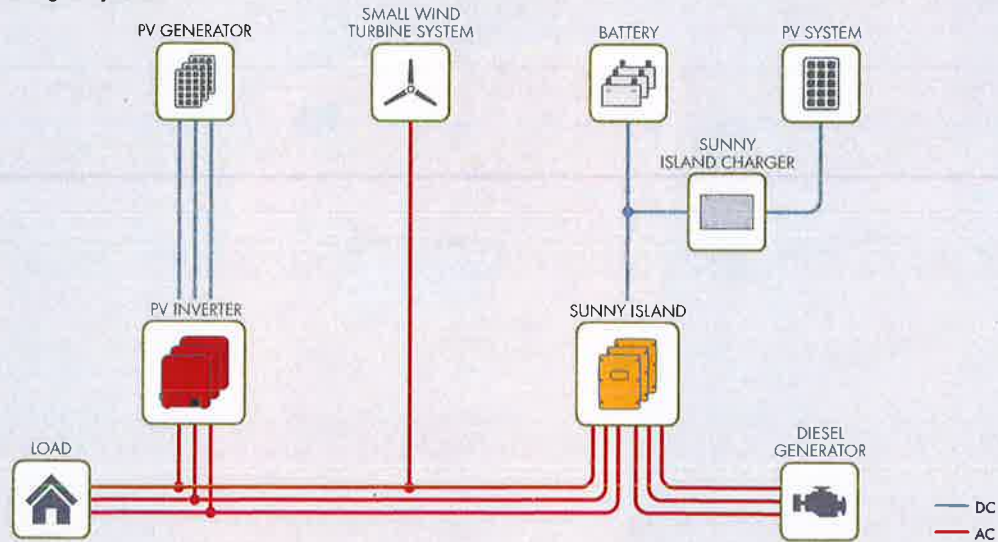 PV GENERATOR
SMALL WIND
TURBINE SYSTEM
BATTERY
PV SYSTEM
SUNNY
ISLAND CHARGER
PV INVERTER
SUNNY ISLAND
LOAD
DIESEL
GENERATOR
DC
AC